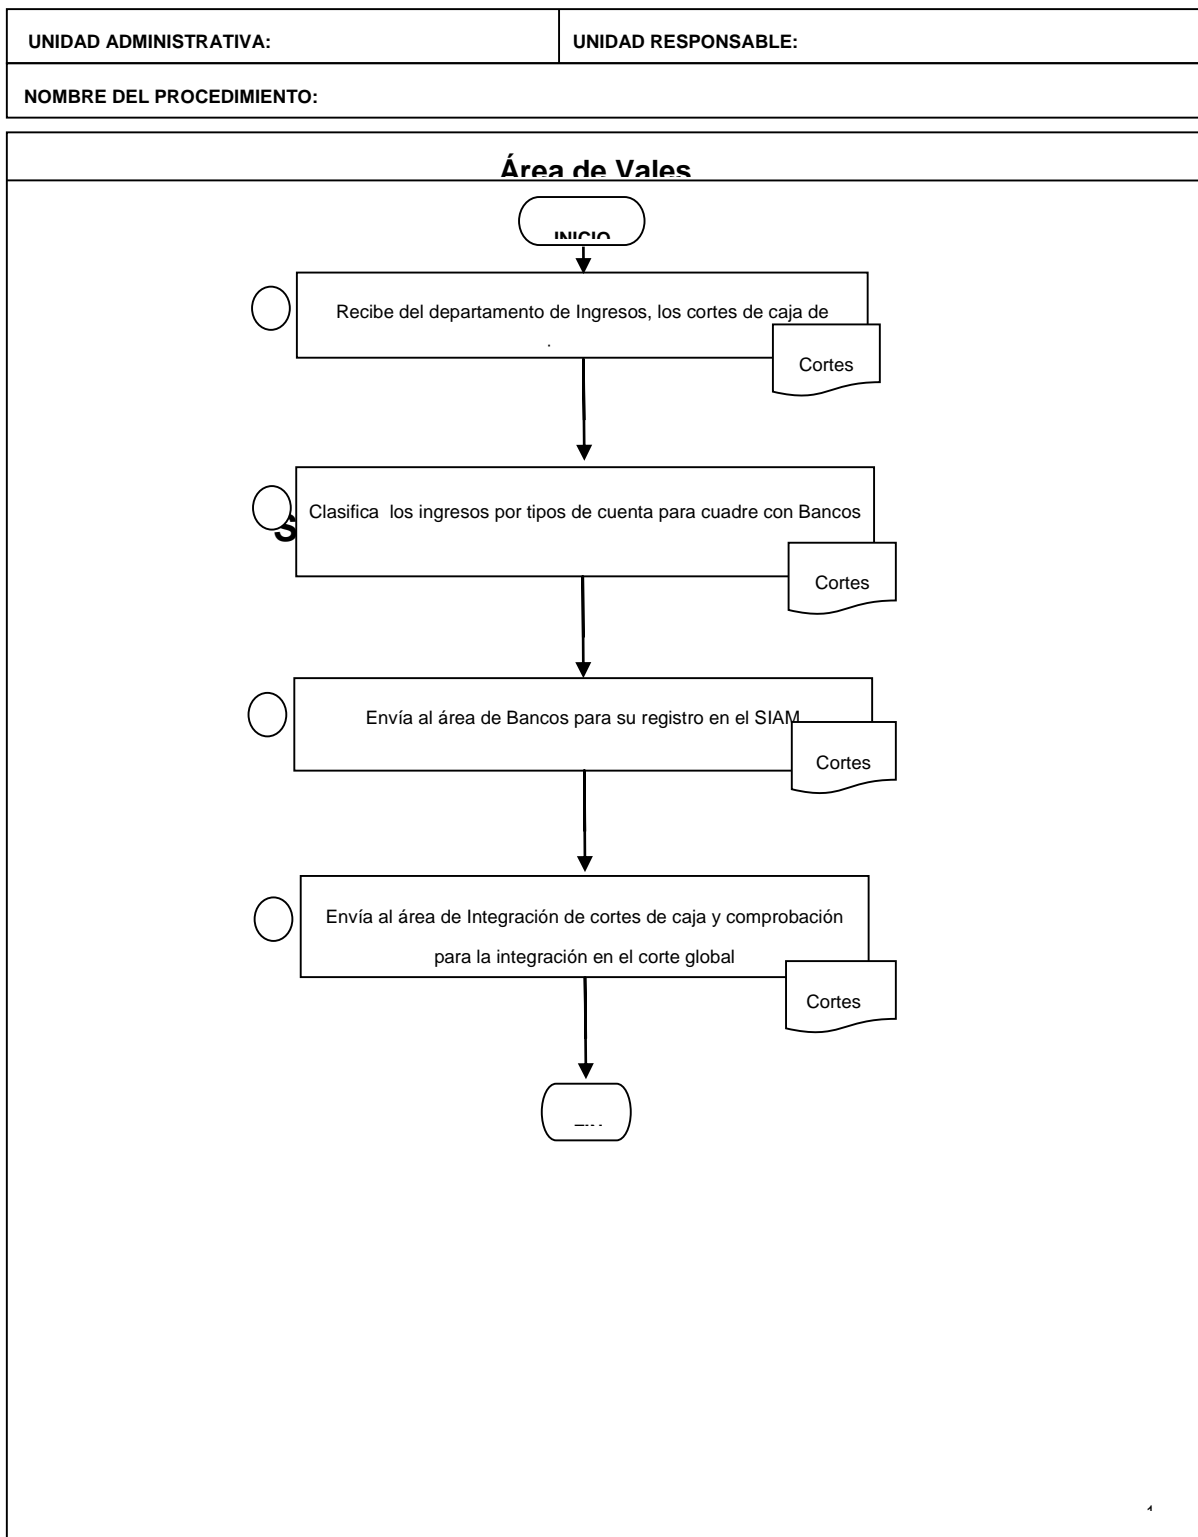 UNIDAD ADMINISTRATIVA:
UNIDAD RESPONSABLE:
NOMBRE DEL PROCEDIMIENTO:
Área de Vales
INICIO
Recibe del departamento de Ingresos, los cortes de caja de
.
Cortes
Clasifica los ingresos por tipos de cuenta para cuadre con Bancos
S
Cortes
Envía al área de Bancos para su registro en el SIAM
Cortes
Envía al área de Integración de cortes de caja y comprobación
para la integración en el corte global
Cortes